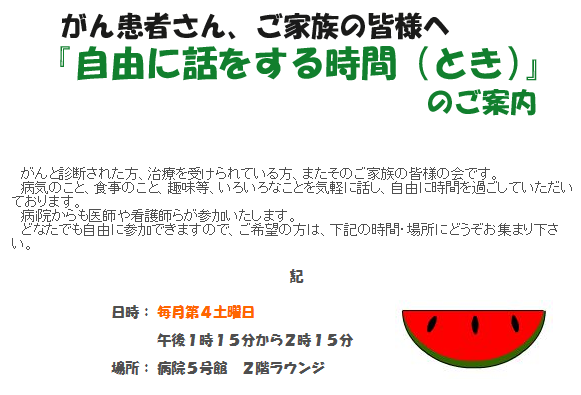 がん患者さん、ご家族の皆様へ
『自由に話をする時間（とき）』
のご案内
がんと診断された方、治療を受けられている方、またそのご家族の皆様の会です。
病気のこと、食事のこと、趣味等、いろいろなことを気軽に話し、自由に時間を過ごしていただい
ております。
病院からも医師や看護師らが参加いたします。
どなたでも自由に参加できますので、ご希望の方は、下記の時間・場所にどうぞお集まり下さ
い。
記
日時： 毎月第４土曜日
午後１時１５分から２時１５分
場所： 病院５号館　２階ラウンジ